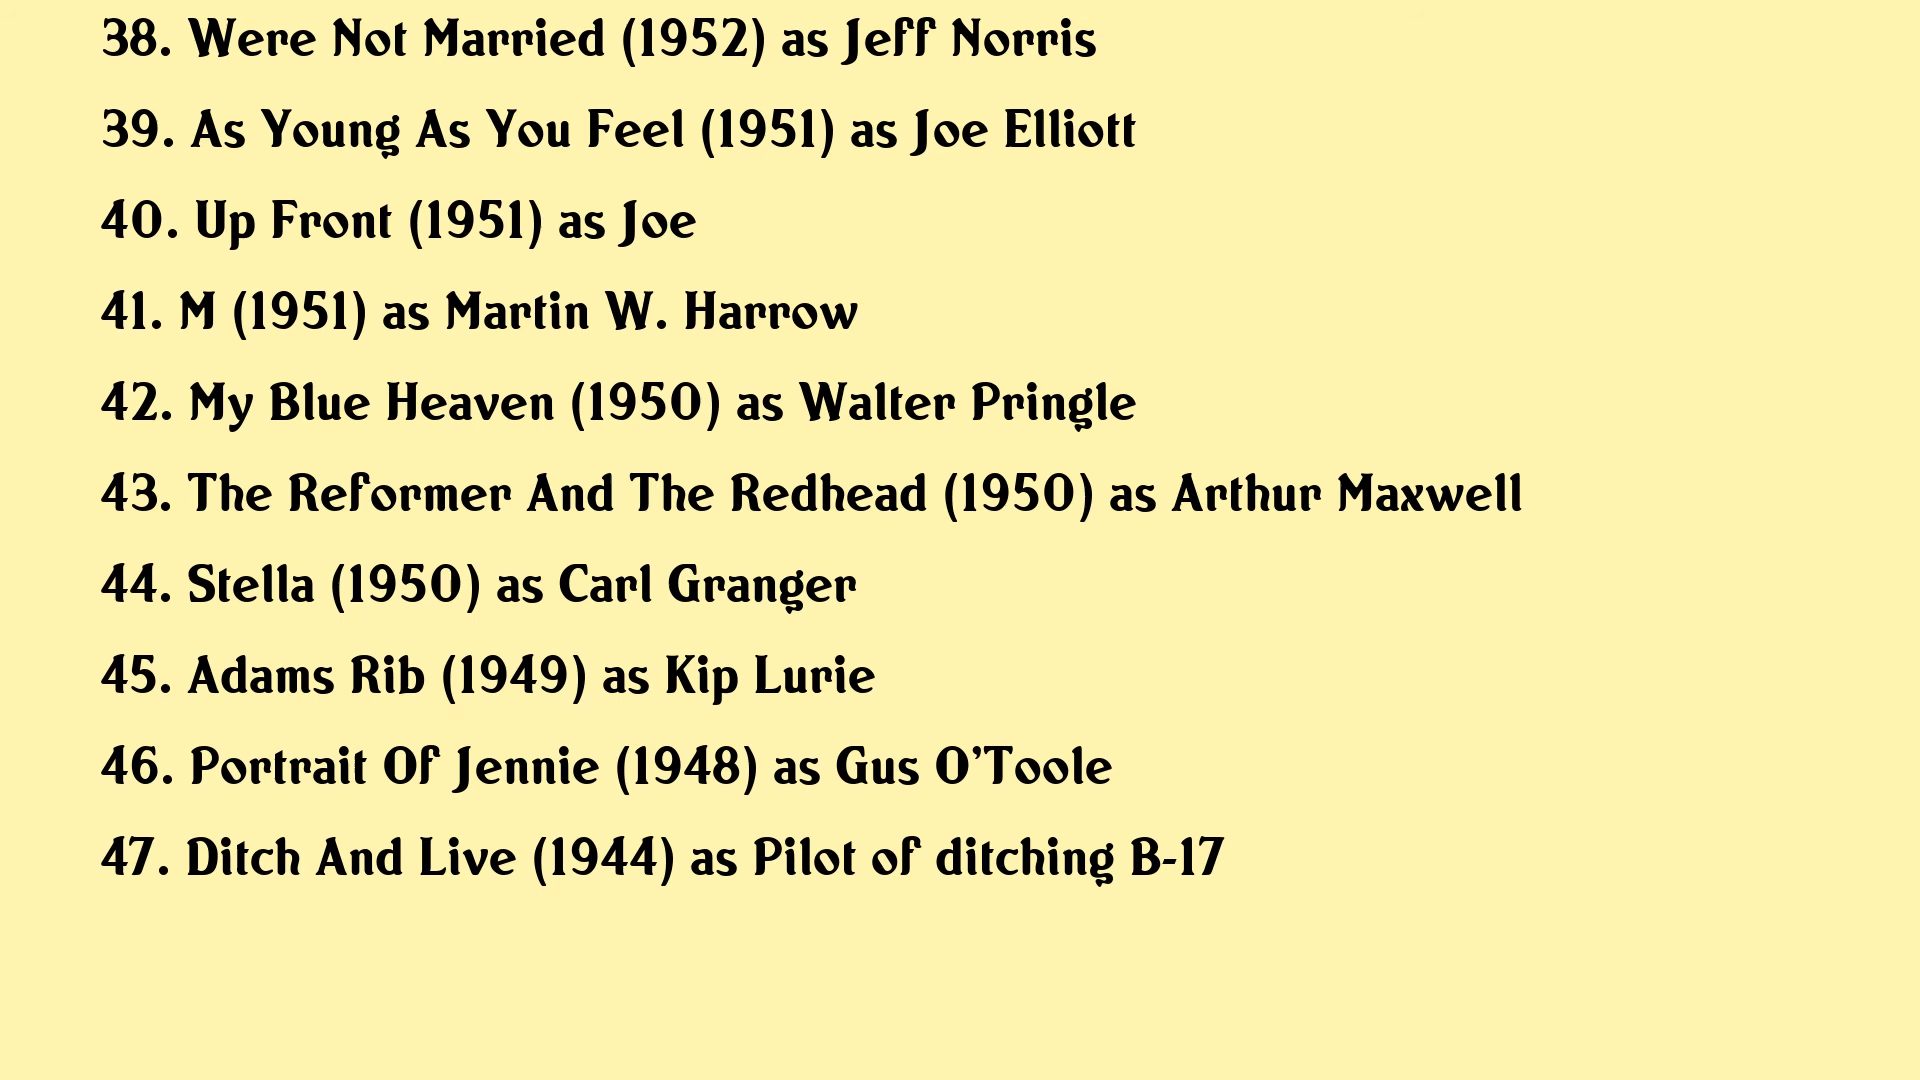 38. Were Not Married (1952) as Jeff Norris
39. As Young As You Feel (1951) as Joe Elliott
40. Up Front (1951) as Joe
41. M (1951) as Martin W. Harrow
42. My Blue Heaven (1950) as Walter Pringle
43. The Reformer And The Redhead (1950) as Arthur Maxwell
44. Stella (1950) as Carl Granger
45. Adams Rib (1949) as Kip Lurie
46. Portrait Of Jennie (1948) as Gus O'Toole
47. Ditch And Live (1944) as Pilot of ditching B-17